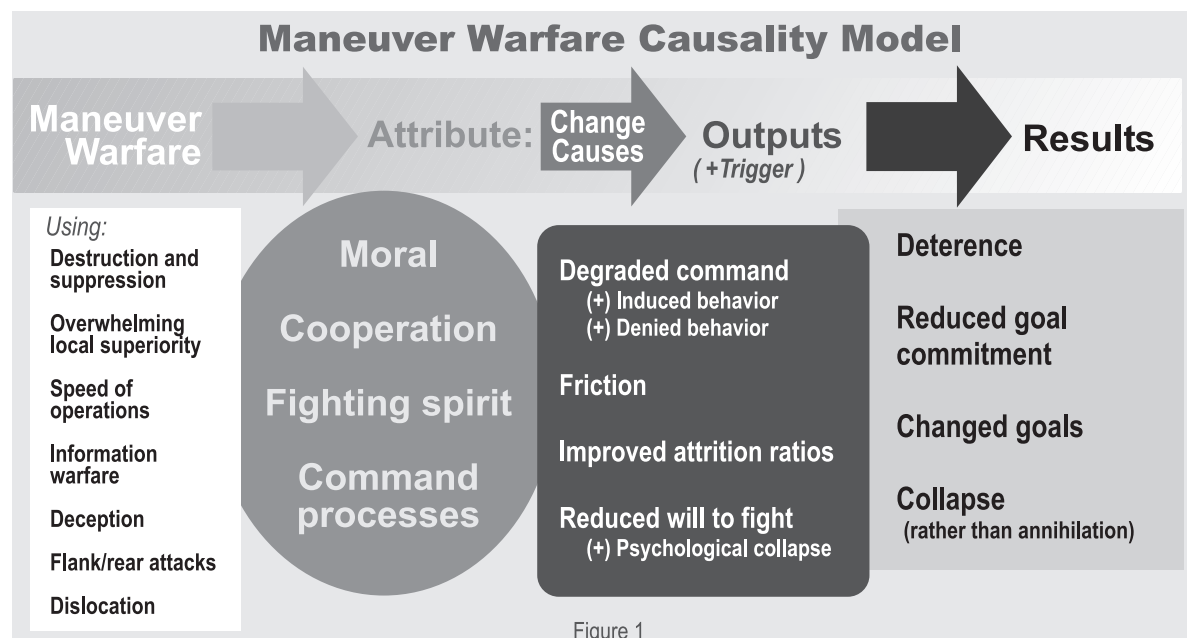 Maneuver Warfare Causality Model
Maneuver
Warfare
Attribute:
Change
Causes
Outputs
( +Trigger )
Results
Using:
Destruction and
suppression
Overwhelming
local superiority
Speed of
operations
Information
warfare
Deception
Flank/rear attacks
Dislocation
Moral
Cooperation
Fighting spirit
Command
processes
Degraded command
(+) Induced behavior
(+) Denied behavior
Friction
Improved attrition ratios
Reduced will to fight
(+) Psychological collapse
Deterence
Reduced goal
commitment
Changed goals
Collapse
(rather than annihilation)
Figure 1